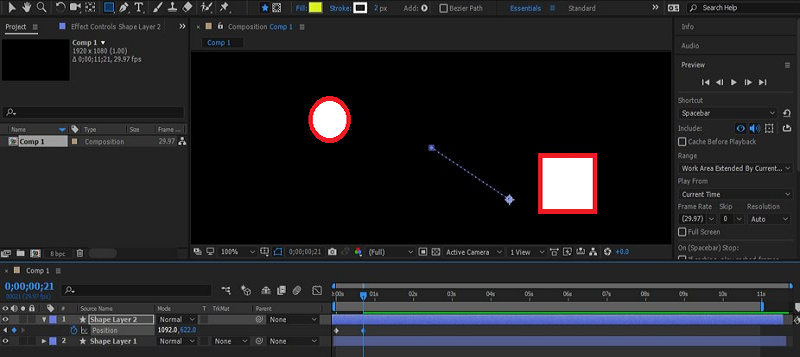 Fill: Stroke: 2 px Add: Bezier Path Essentials Standard Search Help
Project Effect Controls Shape Layer 2
Composition Comp 1
Info
Comp 1
1920 x 1080 (1.00)
Δ 0;00;11;21, 29.97 fps
Comp 1
Audio
Preview
Shortcut
Spacebar
Include:
Cache Before Playback
Range
Work Area Extended By Current...
Play From
Current Time
Frame Rate Skip Resolution
(29.97) 0 Auto
Full Screen
On (Spacebar) Stop:
Name Type Size Frame ...
Comp 1 Composition 29.97
8 bpc
100% 0;00;00;21 (Full) Active Camera 1 View +0.0
Comp 1
0;00;00;21
00021 (29.97 fps)
:00s 01s 02s 03s 04s 05s 06s 07s 08s 09s 10s 11s
# Source Name Mode T TrkMat Parent
1 Shape Layer 2 Normal None
Position 1092.0,622.0
2 Shape Layer 1 Normal None None